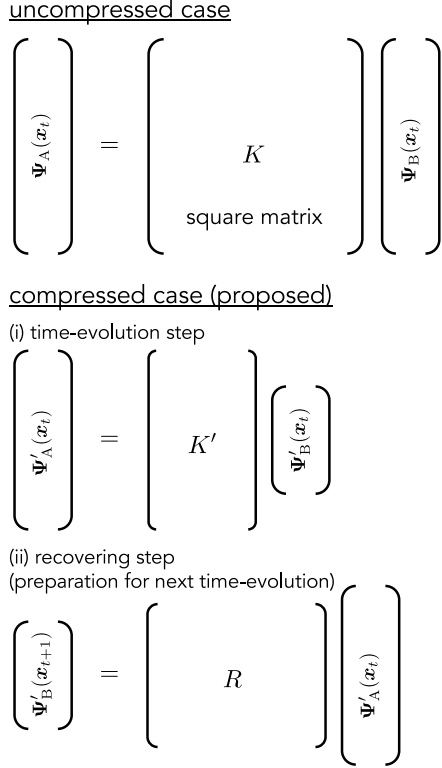 uncompressed case
Ψ_A(x_t) = K Ψ_B(x_t)
square matrix
compressed case (proposed)
(i) time-evolution step
Ψ′_A(x_t) = K′ Ψ′_B(x_t)
(ii) recovering step
(preparation for next time-evolution)
Ψ′_B(x_{t+1}) = R Ψ′_A(x_t)